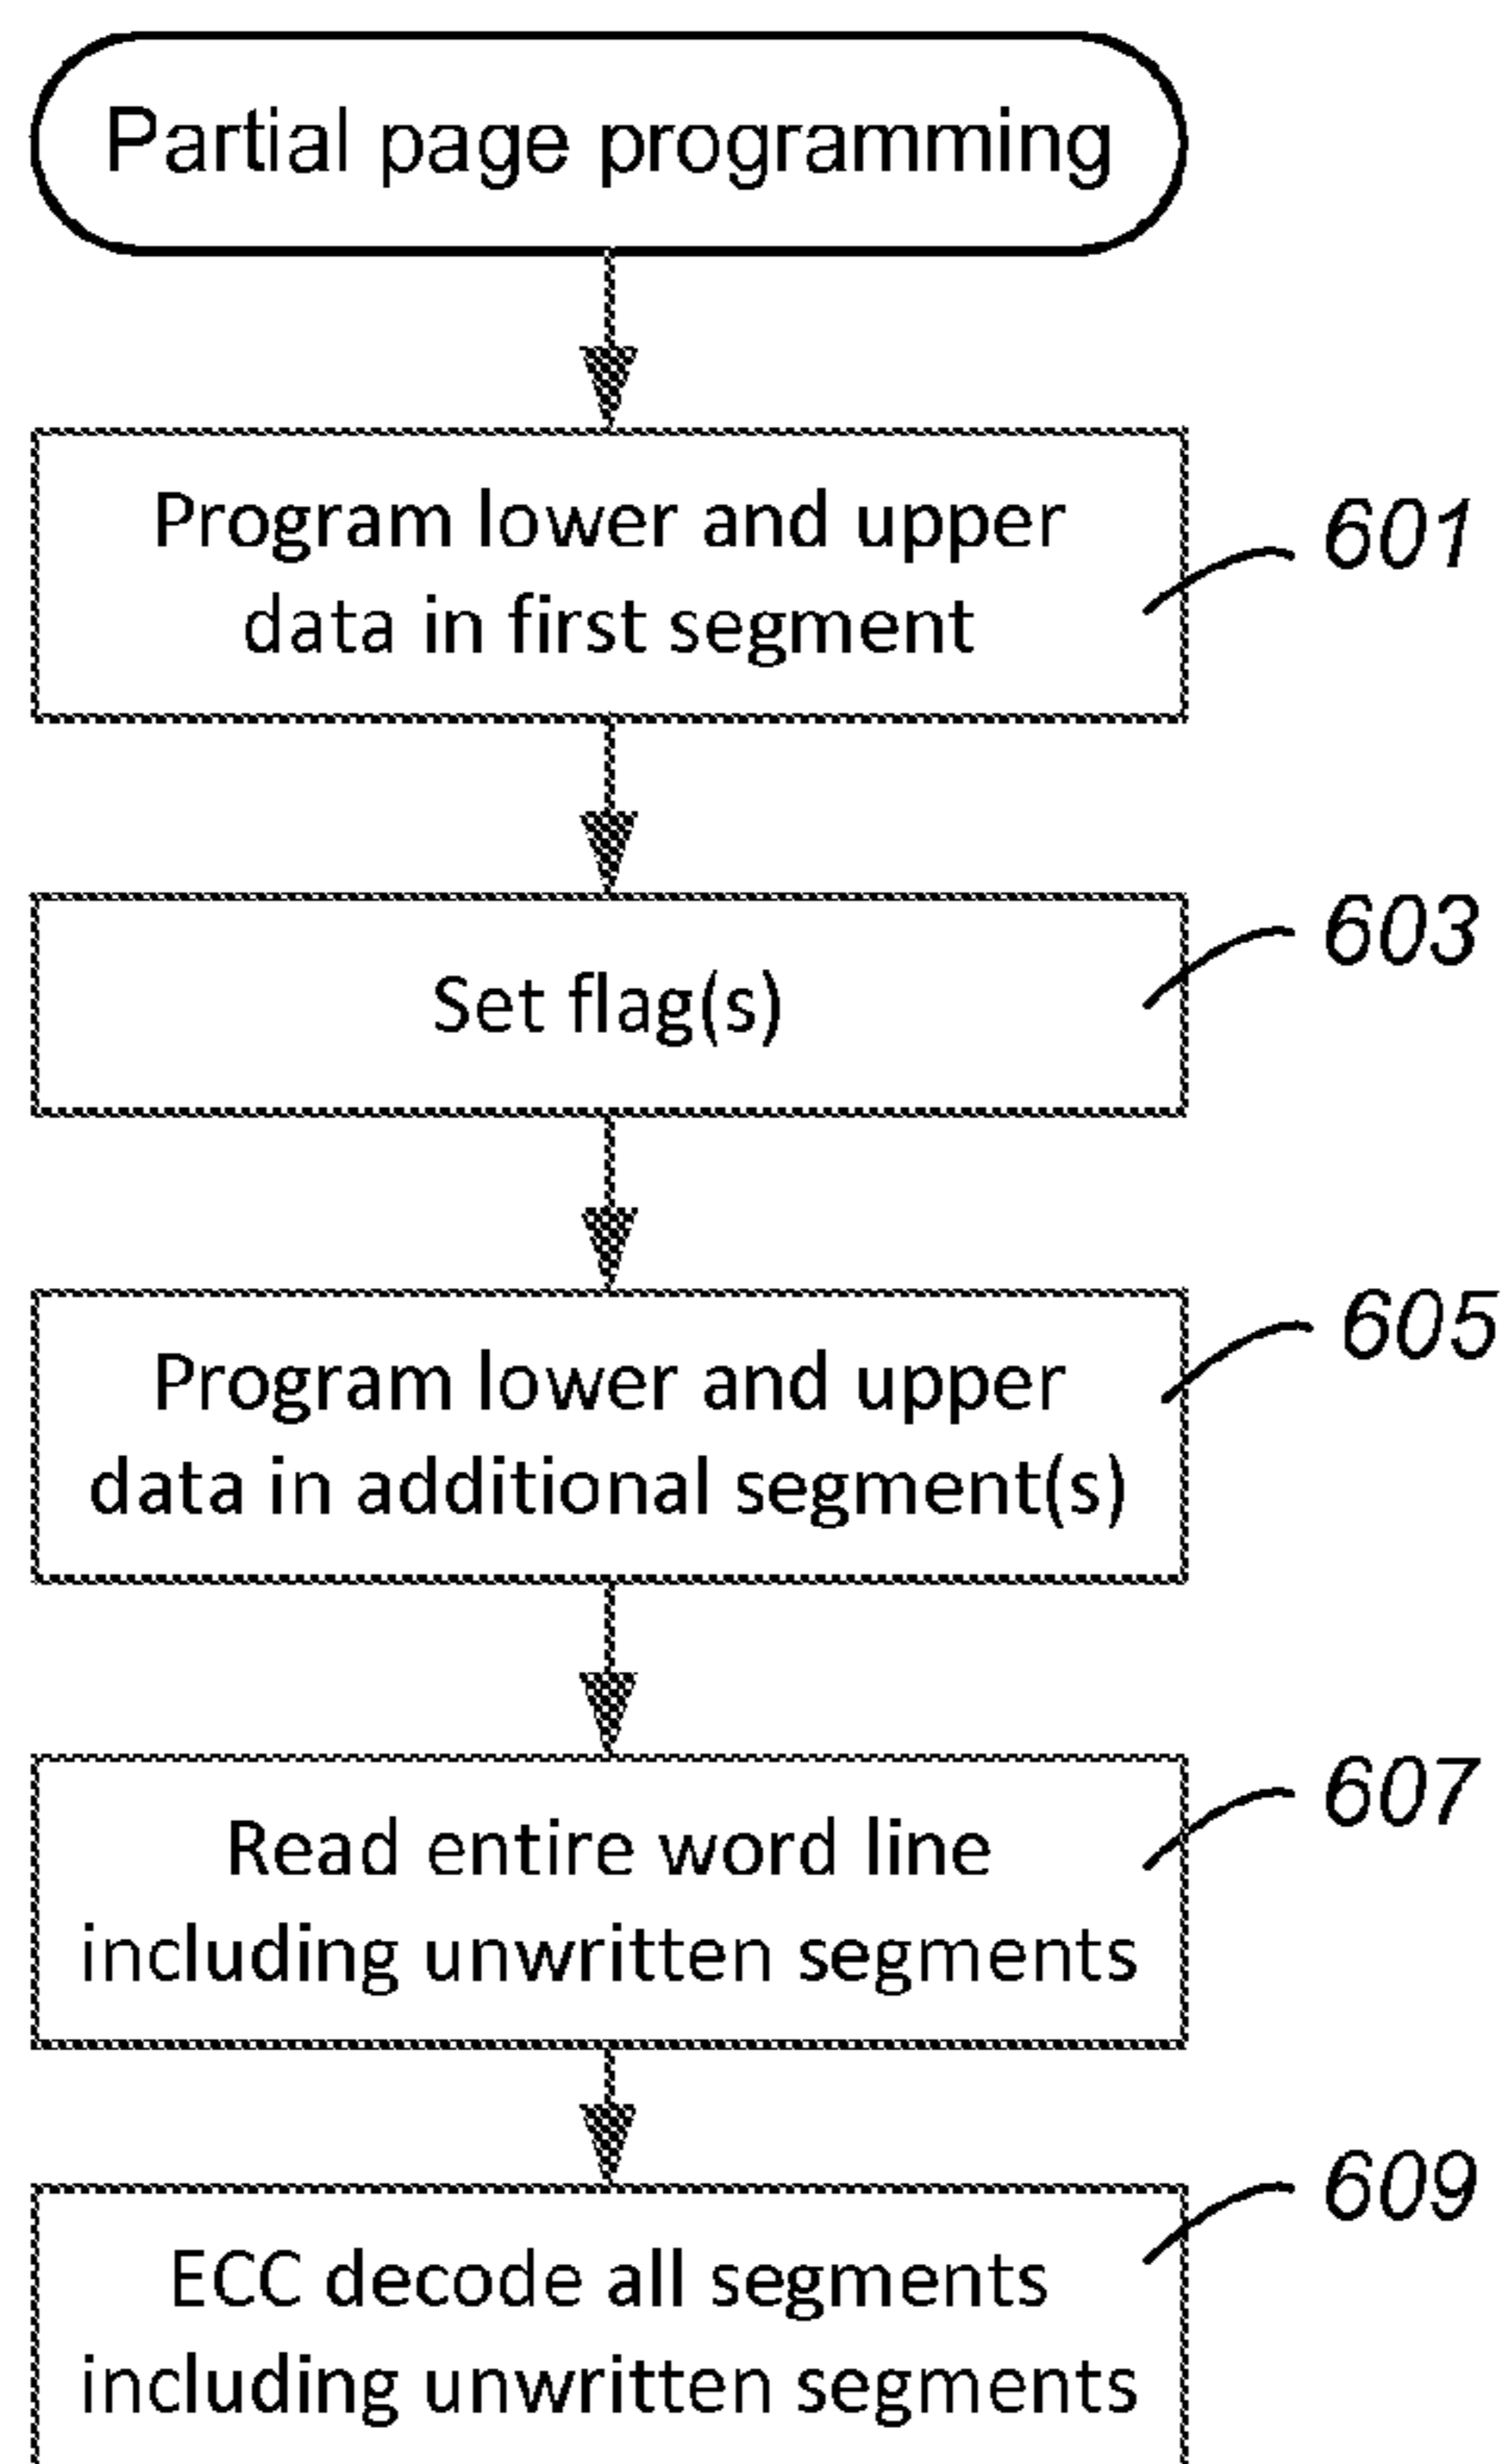 Partial page programming
Program lower and upper
data in first segment
601
Set flag(s)
603
Program lower and upper
data in additional segment(s)
605
Read entire word line
including unwritten segments
607
ECC decode all segments
including unwritten segments
609